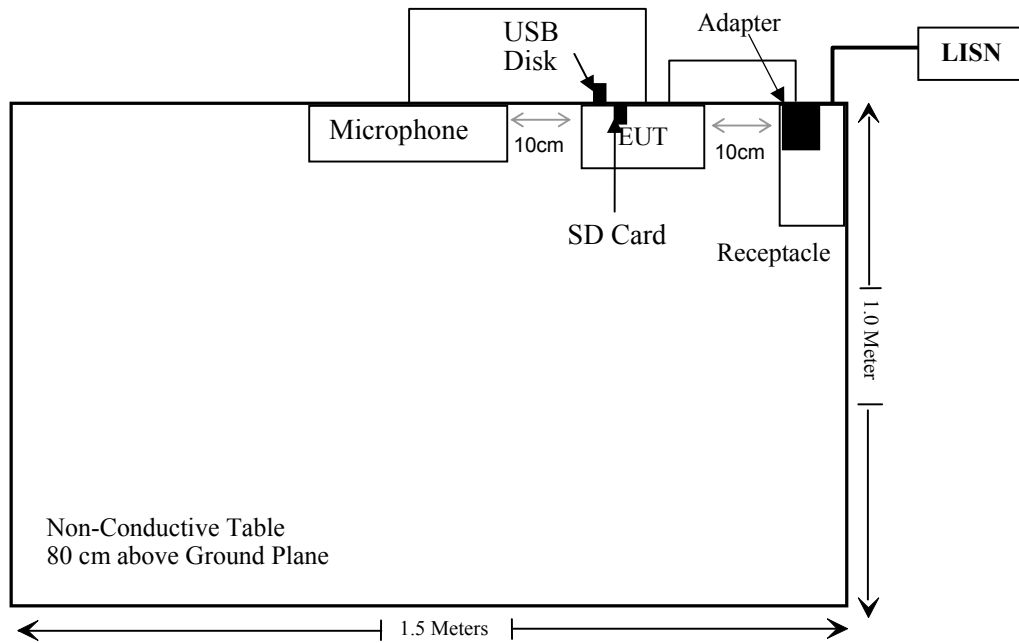 USB
Disk
Adapter
LISN
Microphone
10cm
EUT
10cm
SD Card
Receptacle
1.0 Meter
Non-Conductive Table
80 cm above Ground Plane
1.5 Meters